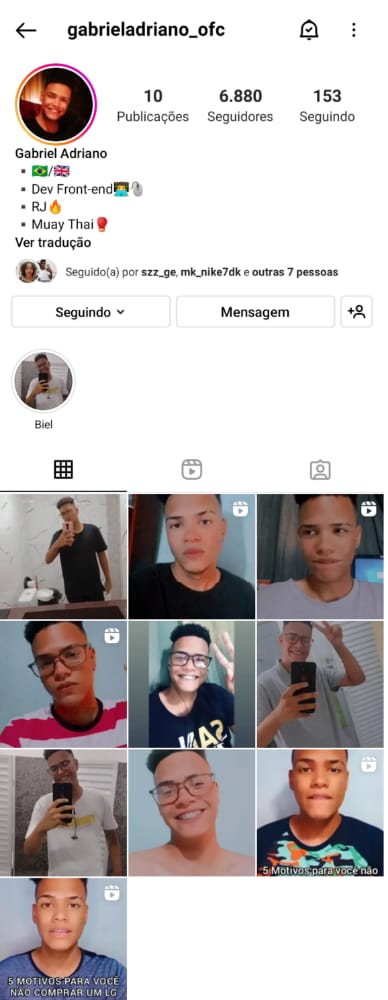 gabrieladriano_ofc
10 6.880 153
Publicações Seguidores Seguindo
Gabriel Adriano
▪️🇧🇷/🇬🇧
▪️Dev Front-end👨‍💻🖱️
▪️RJ🔥
▪️Muay Thai🥊
Ver tradução
Seguido(a) por szz_ge, mk_nike7dk e outras 7 pessoas
Seguindo Mensagem
Biel
5 Motivos para você não
5 MOTIVOS PARA VOCÊ
NÃO COMPRAR UM LG